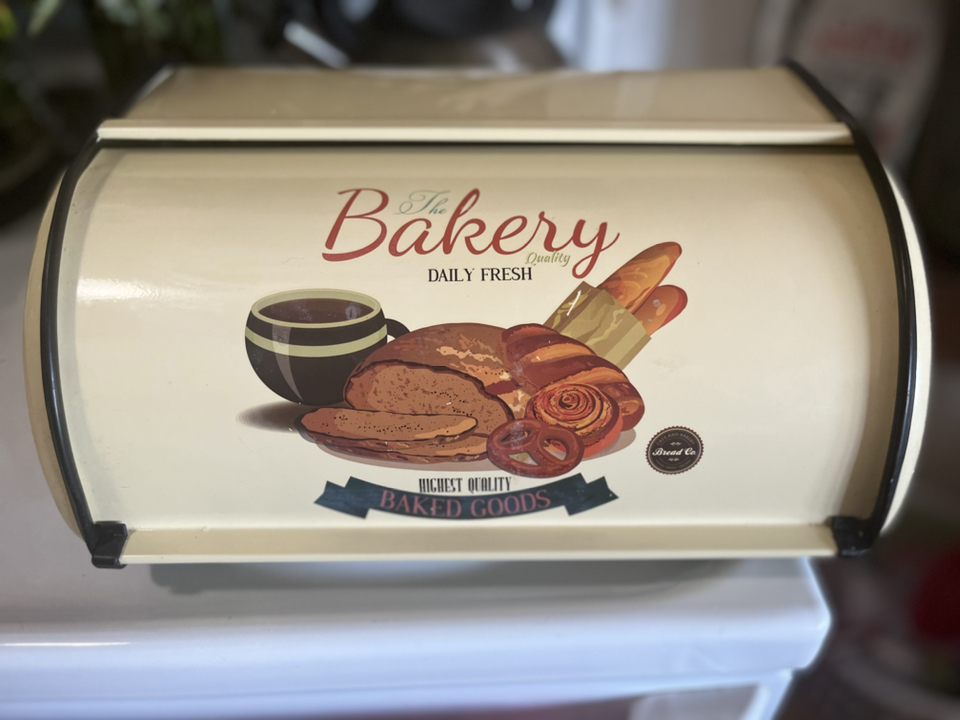 The
Bakery
Quality
DAILY FRESH
Bread Co.
HIGHEST QUALITY
BAKED GOODS